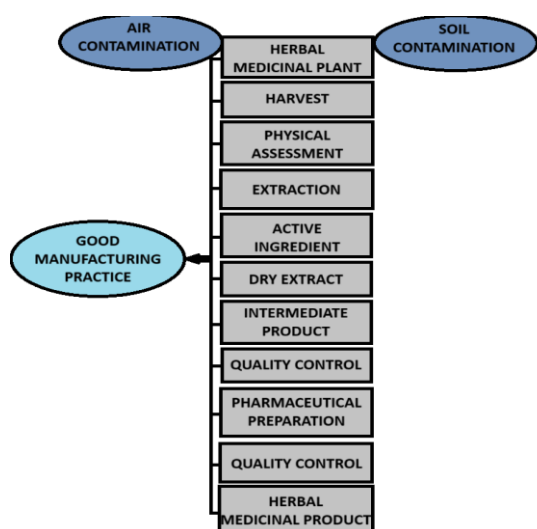 AIR
CONTAMINATION
SOIL
CONTAMINATION
HERBAL
MEDICINAL PLANT
HARVEST
PHYSICAL
ASSESSMENT
EXTRACTION
ACTIVE
INGREDIENT
GOOD
MANUFACTURING
PRACTICE
DRY EXTRACT
INTERMEDIATE
PRODUCT
QUALITY CONTROL
PHARMACEUTICAL
PREPARATION
QUALITY CONTROL
HERBAL
MEDICINAL PRODUCT